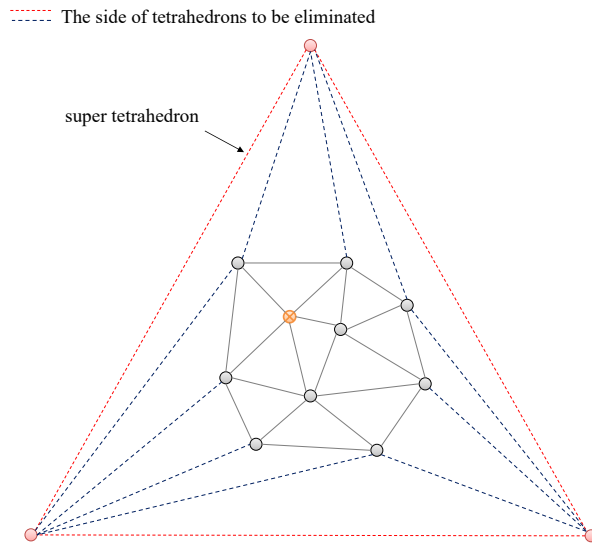 The side of tetrahedrons to be eliminated
super tetrahedron